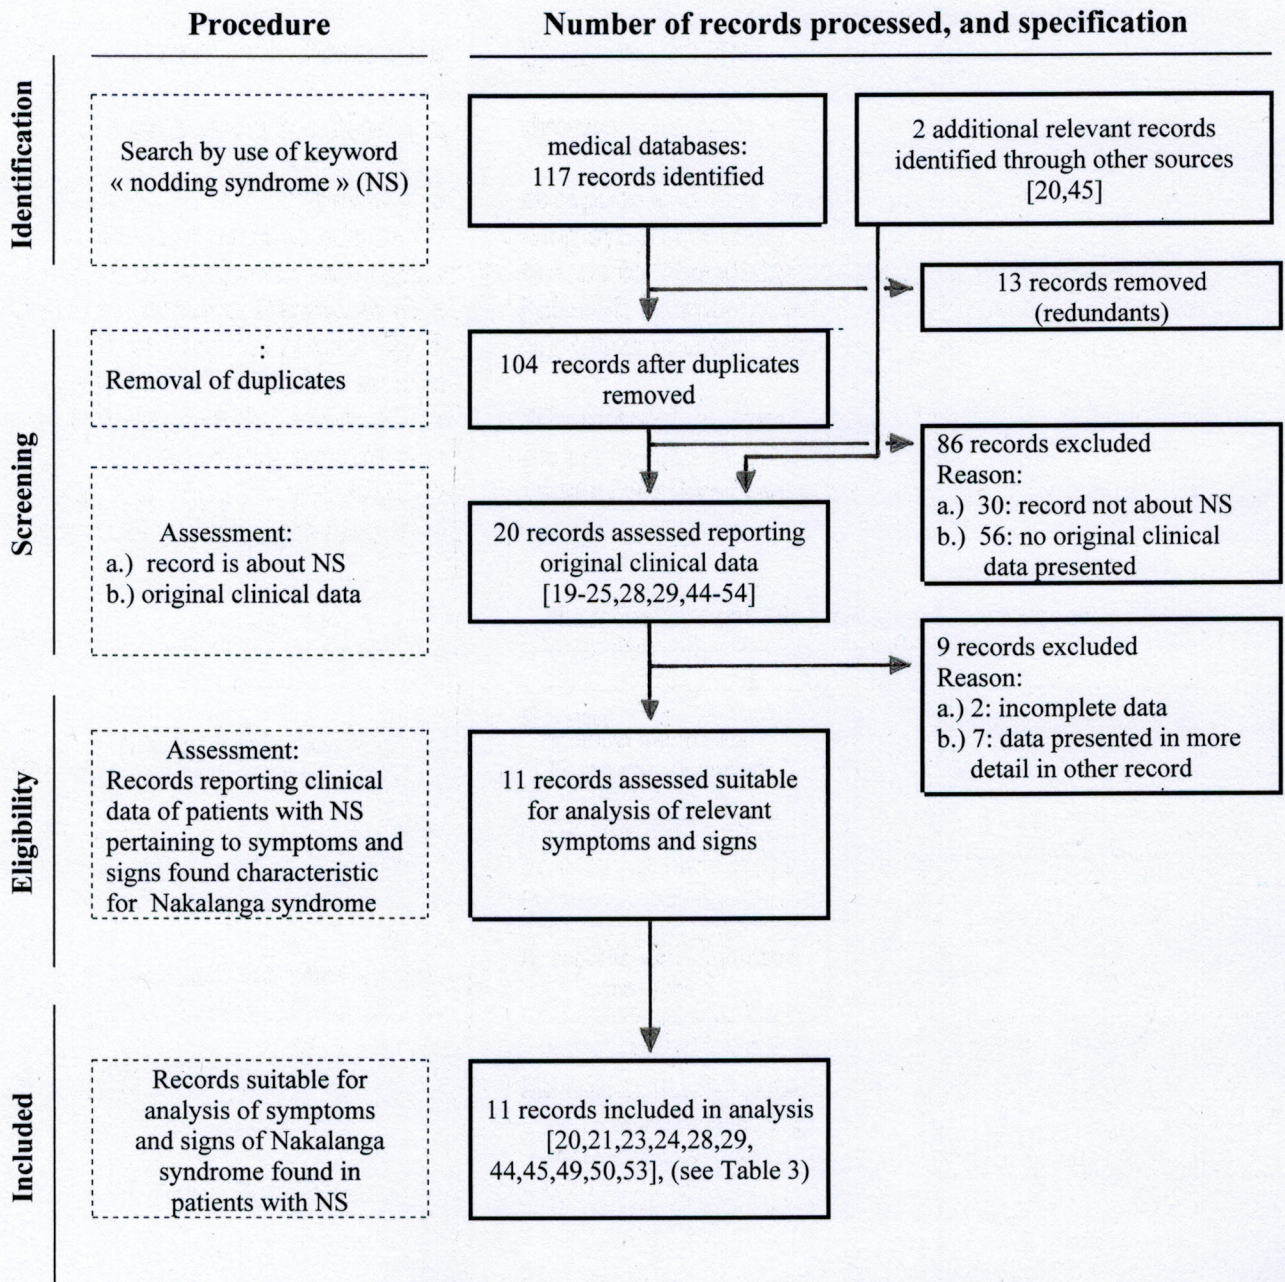 Procedure
Number of records processed, and specification
Identification
Search by use of keyword
« nodding syndrome » (NS)
medical databases:
117 records identified
2 additional relevant records
identified through other sources
[20,45]
13 records removed
(redundants)
Screening
:
Removal of duplicates
104 records after duplicates
removed
86 records excluded
Reason:
a.) 30: record not about NS
b.) 56: no original clinical
data presented
Assessment:
a.) record is about NS
b.) original clinical data
20 records assessed reporting
original clinical data
[19-25,28,29,44-54]
9 records excluded
Reason:
a.) 2: incomplete data
b.) 7: data presented in more
detail in other record
Eligibility
Assessment:
Records reporting clinical
data of patients with NS
pertaining to symptoms and
signs found characteristic
for Nakalanga syndrome
11 records assessed suitable
for analysis of relevant
symptoms and signs
Included
Records suitable for
analysis of symptoms
and signs of Nakalanga
syndrome found in
patients with NS
11 records included in analysis
[20,21,23,24,28,29,
44,45,49,50,53], (see Table 3)